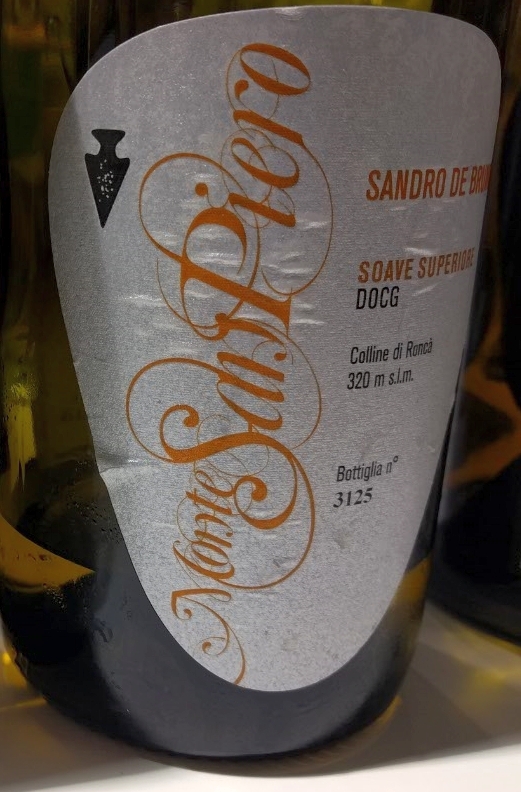 Monte San Piero
SANDRO DE
SOAVE SUPERIORE
DOCG
Colline di Roncà
320 m s.l.m.
Bottiglia n°
3125